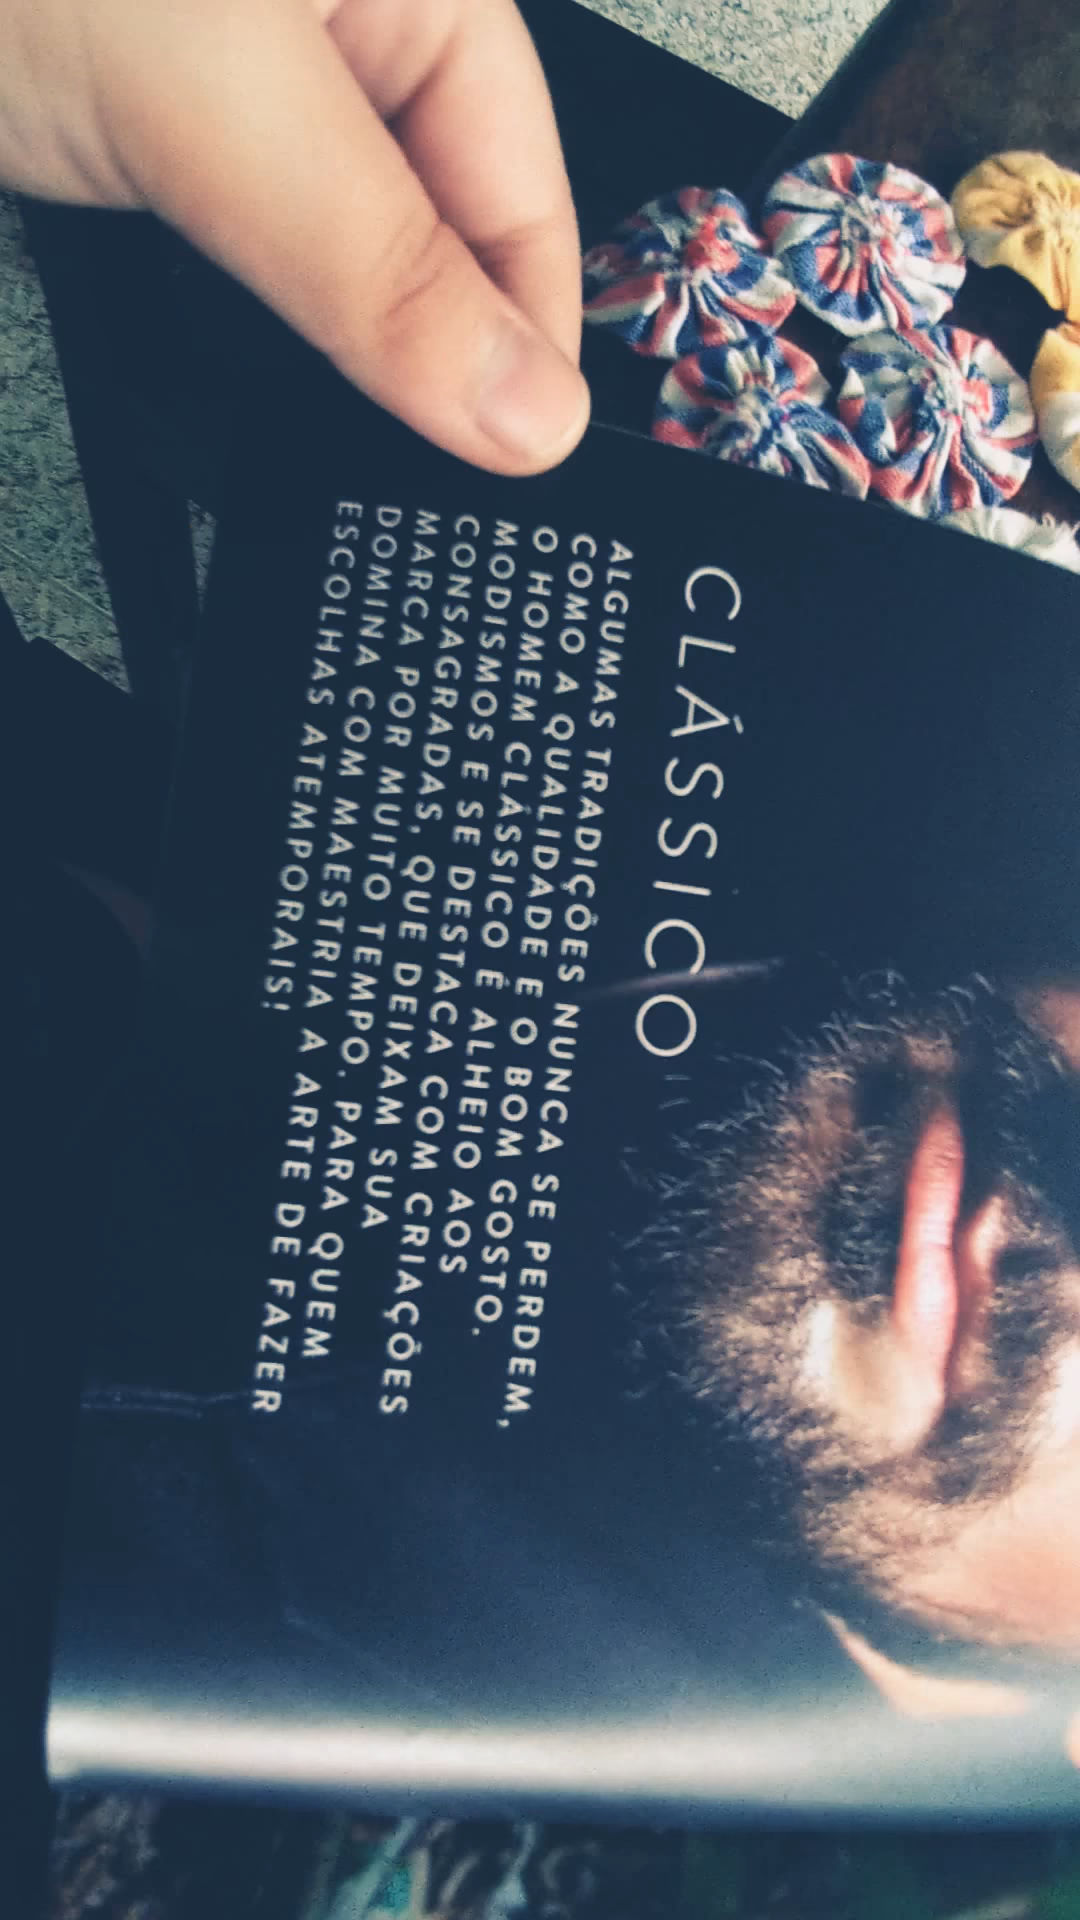 CLÁSSICO
ALGUMAS TRADIÇÕES NUNCA SE PERDEM,
COMO A QUALIDADE E O BOM GOSTO.
O HOMEM CLÁSSICO É ALHEIO AOS
MODISMOS E SE DESTACA COM CRIAÇÕES
CONSAGRADAS, QUE DEIXAM SUA
MARCA POR MUITO TEMPO. PARA QUEM
DOMINA COM MAESTRIA A ARTE DE FAZER
ESCOLHAS ATEMPORAIS!